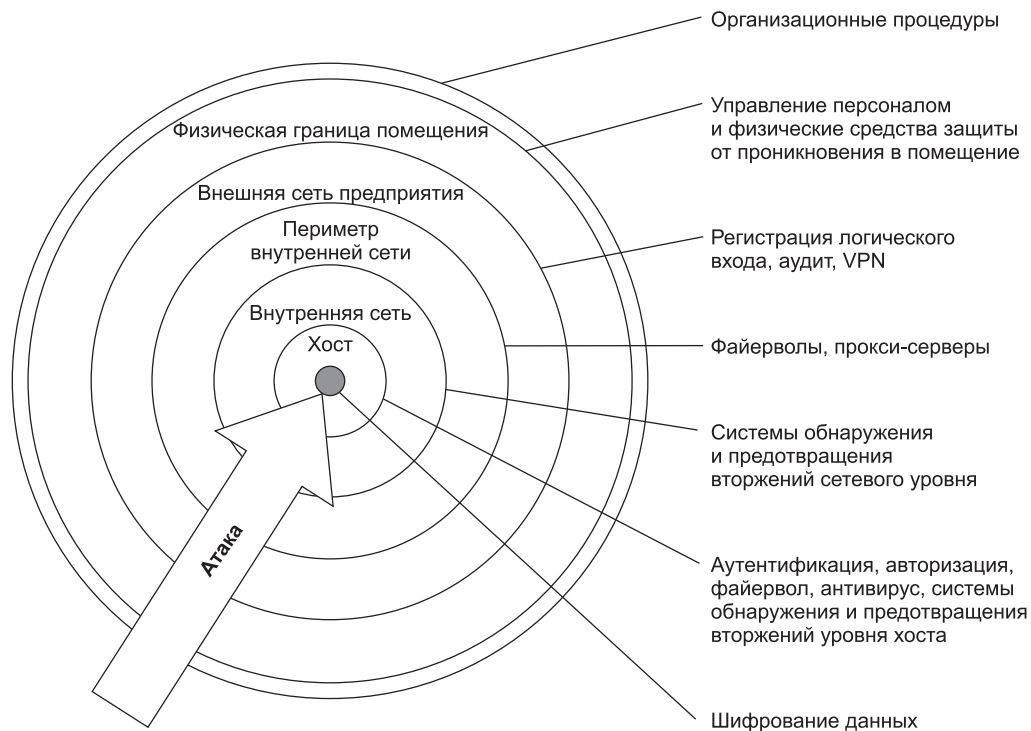 Организационные процедуры
Управление персоналом
и физические средства защиты
от проникновения в помещение
Физическая граница помещения
Внешняя сеть предприятия
Периметр
внутренней сети
Регистрация логического
входа, аудит, VPN
Внутренняя сеть
Хост
Файерволы, прокси-серверы
Системы обнаружения
и предотвращения
вторжений сетевого уровня
Атака
Аутентификация, авторизация,
файервол, антивирус, системы
обнаружения и предотвращения
вторжений уровня хоста
Шифрование данных